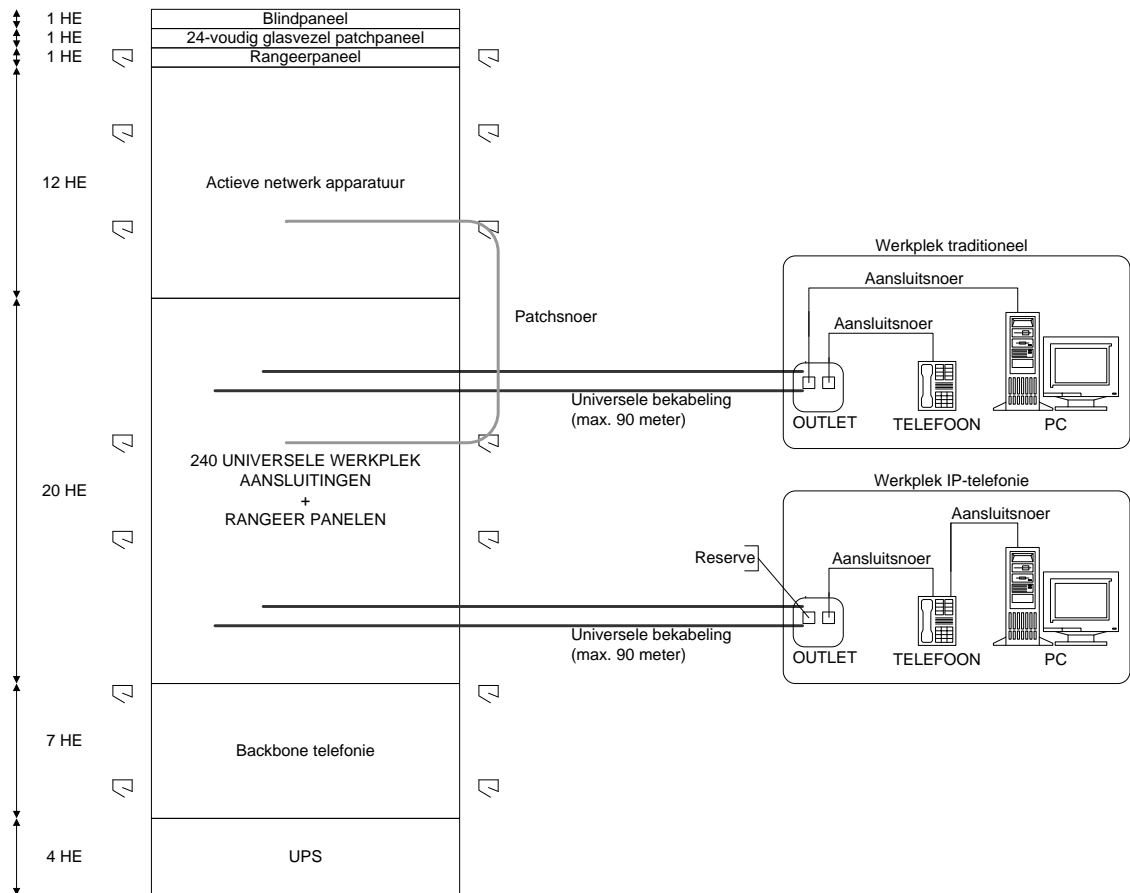 1 HE
Blindpaneel
1 HE
24-voudig glasvezel patchpaneel
1 HE
Rangeerpaneel
12 HE
Actieve netwerk apparatuur
Patchsnoer
Werkplek traditioneel
Aansluitsnoer
Aansluitsnoer
Universele bekabeling
(max. 90 meter)
OUTLET
TELEFOON
PC
20 HE
240 UNIVERSELE WERKPLEK
AANSLUITINGEN
+
RANGEER PANELEN
Werkplek IP-telefonie
Aansluitsnoer
Reserve
Aansluitsnoer
Universele bekabeling
(max. 90 meter)
OUTLET
TELEFOON
PC
7 HE
Backbone telefonie
4 HE
UPS